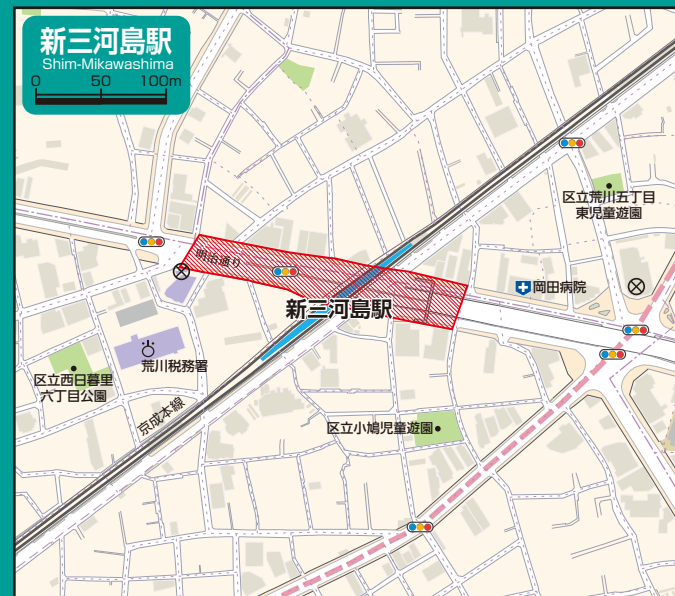 新三河島駅
Shim-Mikawashima
0 50 100m
区立荒川五丁目
東児童遊園
明治通り
岡田病院
新三河島駅
荒川税務署
区立西日暮里
六丁目公園
京成本線
区立小鳩児童遊園